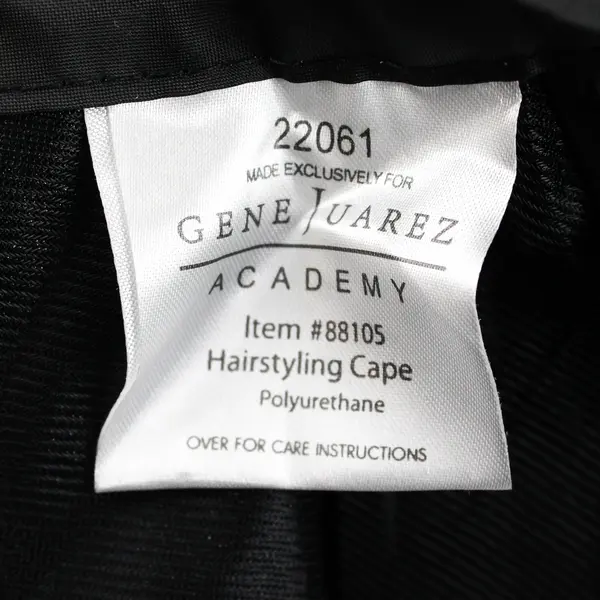 22061
MADE EXCLUSIVELY FOR
GENE JUAREZ
ACADEMY
Item #88105
Hairstyling Cape
Polyurethane
OVER FOR CARE INSTRUCTIONS